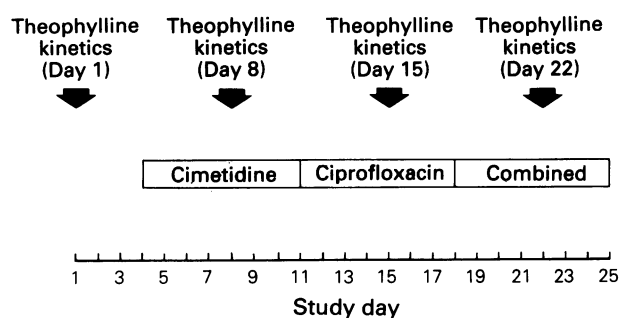 Theophylline Theophylline Theophylline Theophylline
kinetics kinetics kinetics kinetics
(Day 1) (Day 8) (Day 15) (Day 22)
Cimetidine Ciprofloxacin Combined
1 3 5 7 9 11 13 15 17 19 21 23 25
Study day